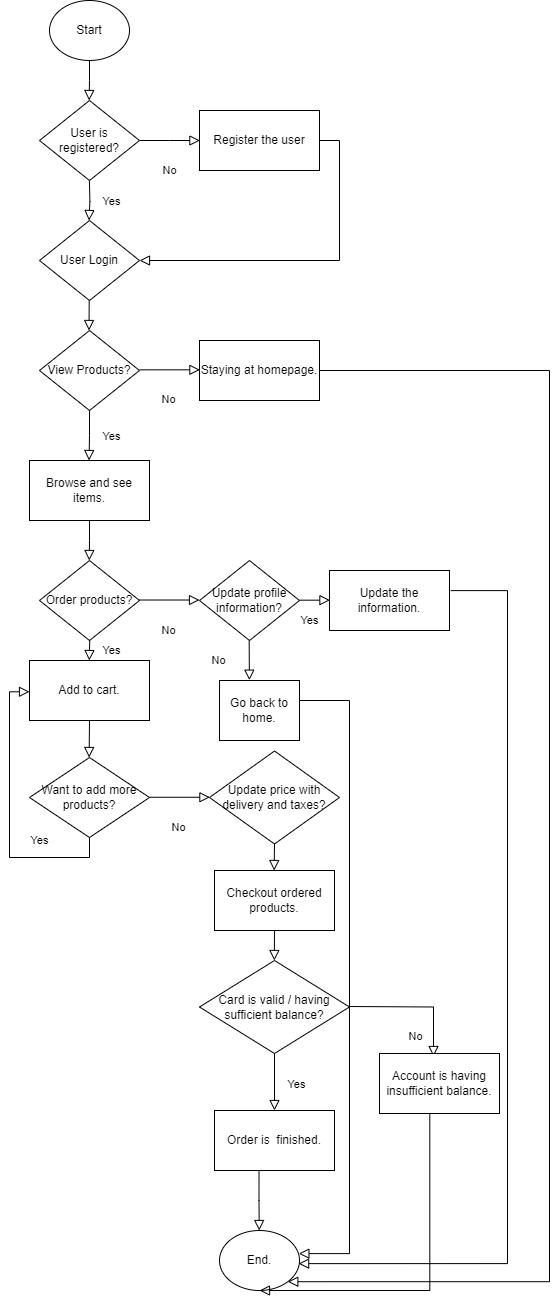 Start
User is
registered?
Register the user
No
Yes
User Login
View Products?
Staying at homepage.
No
Yes
Browse and see
items.
Order products?
Update profile
information?
Update the
information.
Yes
No
Yes
No
Add to cart.
Go back to
home.
Want to add more
products?
Update price with
delivery and taxes?
No
Yes
Checkout ordered
products.
Card is valid / having
sufficient balance?
No
Account is having
insufficient balance.
Yes
Order is  finished.
End.